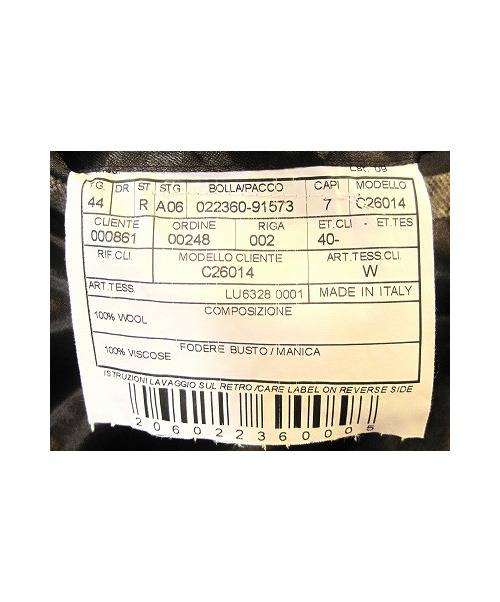 Est. 09
TG. DR ST STG BOLLA/PACCO CAPI MODELLO
44 R A06 022360-91573 7 C26014
CLIENTE ORDINE RIGA ET.CLI - ET.TES
000861 00248 002 40-
RIF.CLI. MODELLO CLIENTE ART.TESS.CLI.
C26014 W
ART.TESS. LU6328 0001 MADE IN ITALY
COMPOSIZIONE
100% WOOL
FODERE BUSTO/MANICA
100% VISCOSE
ISTRUZIONI LAVAGGIO SUL RETRO/CARE LABEL ON REVERSE SIDE
206022360005